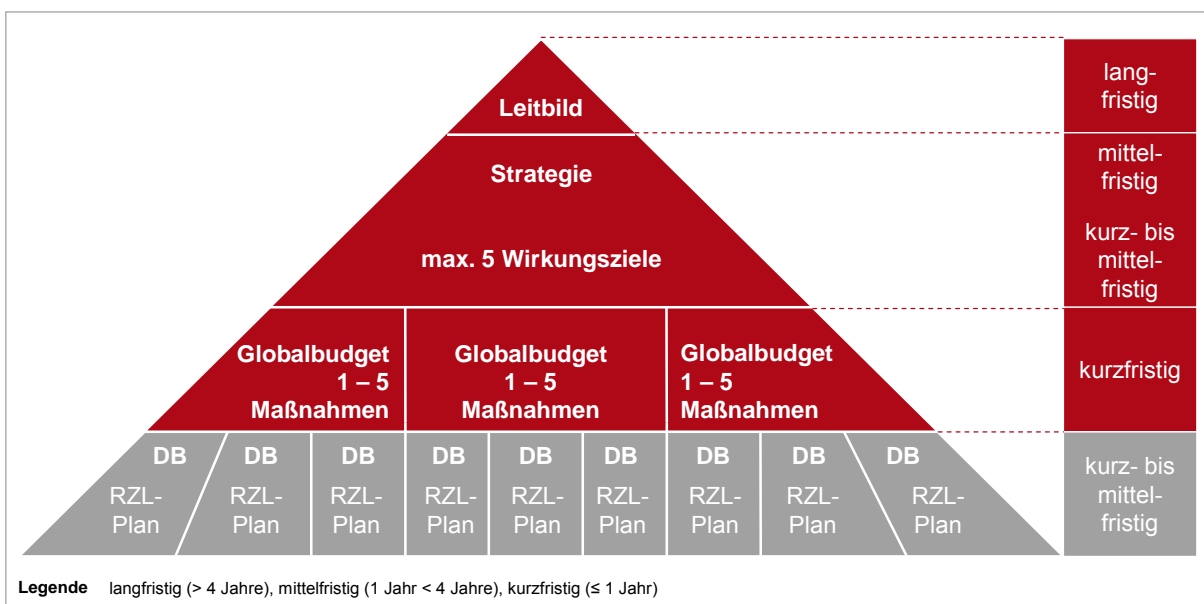 Leitbild
Strategie
max. 5 Wirkungsziele
Globalbudget
1 – 5
Maßnahmen
Globalbudget
1 – 5
Maßnahmen
Globalbudget
1 – 5
Maßnahmen
DB
RZL-
Plan
DB
RZL-
Plan
DB
RZL-
Plan
DB
RZL-
Plan
DB
RZL-
Plan
DB
RZL-
Plan
DB
RZL-
Plan
DB
RZL-
Plan
DB
RZL-
Plan
lang-
fristig
mittel-
fristig
kurz- bis
mittel-
fristig
kurzfristig
kurz- bis
mittel-
fristig
Legende langfristig (> 4 Jahre), mittelfristig (1 Jahr < 4 Jahre), kurzfristig (≤ 1 Jahr)